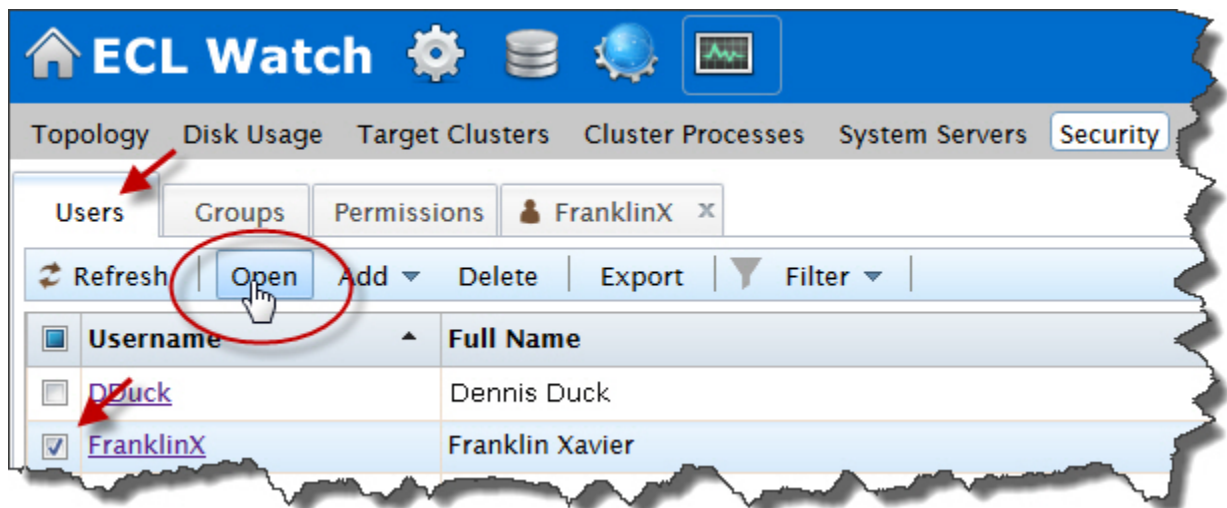 ECL Watch
Topology Disk Usage Target Clusters Cluster Processes System Servers Security
Users Groups Permissions FranklinX x
Refresh Open Add Delete Export Filter
Username Full Name
DDuck Dennis Duck
FranklinX Franklin Xavier